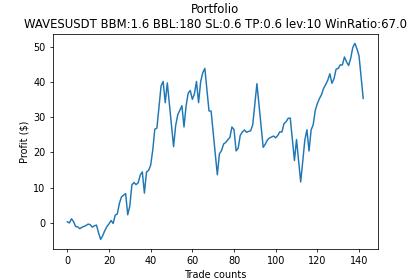 Portfolio
WAVESUSDT BBM:1.6 BBL:180 SL:0.6 TP:0.6 lev:10 WinRatio:67.0
Profit ($)
50
40
30
20
10
0
0 20 40 60 80 100 120 140
Trade counts